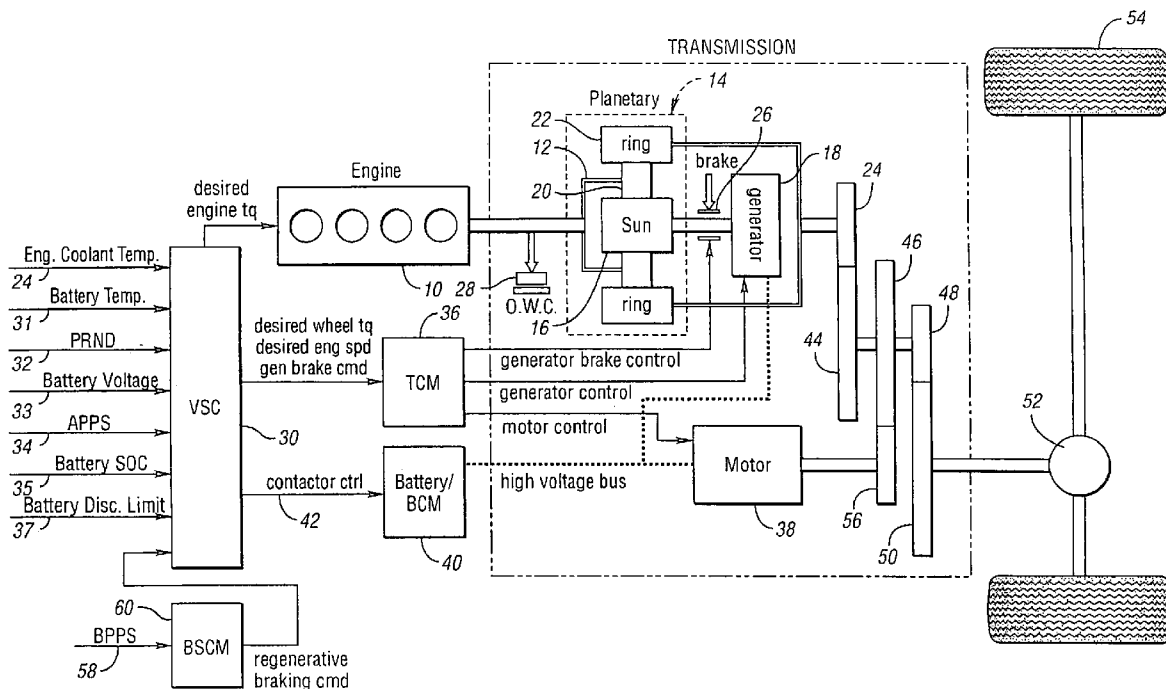 TRANSMISSION
54
Planetary
14
22
ring
26
12
brake
18
24
Engine
desired
engine tq
20
Sun
generator
46
48
Eng. Coolant Temp.
24
10
28
O.W.C.
16
ring
Battery Temp.
31
desired wheel tq
desired eng spd
gen brake cmd
36
TCM
generator brake control
generator control
motor control
44
PRND
32
Battery Voltage
33
VSC
30
APPS
34
52
Battery SOC
35
contactor ctrl
42
Battery/
BCM
40
high voltage bus
Motor
38
56
50
Battery Disc. Limit
37
60
BPPS
58
BSCM
regenerative
braking cmd